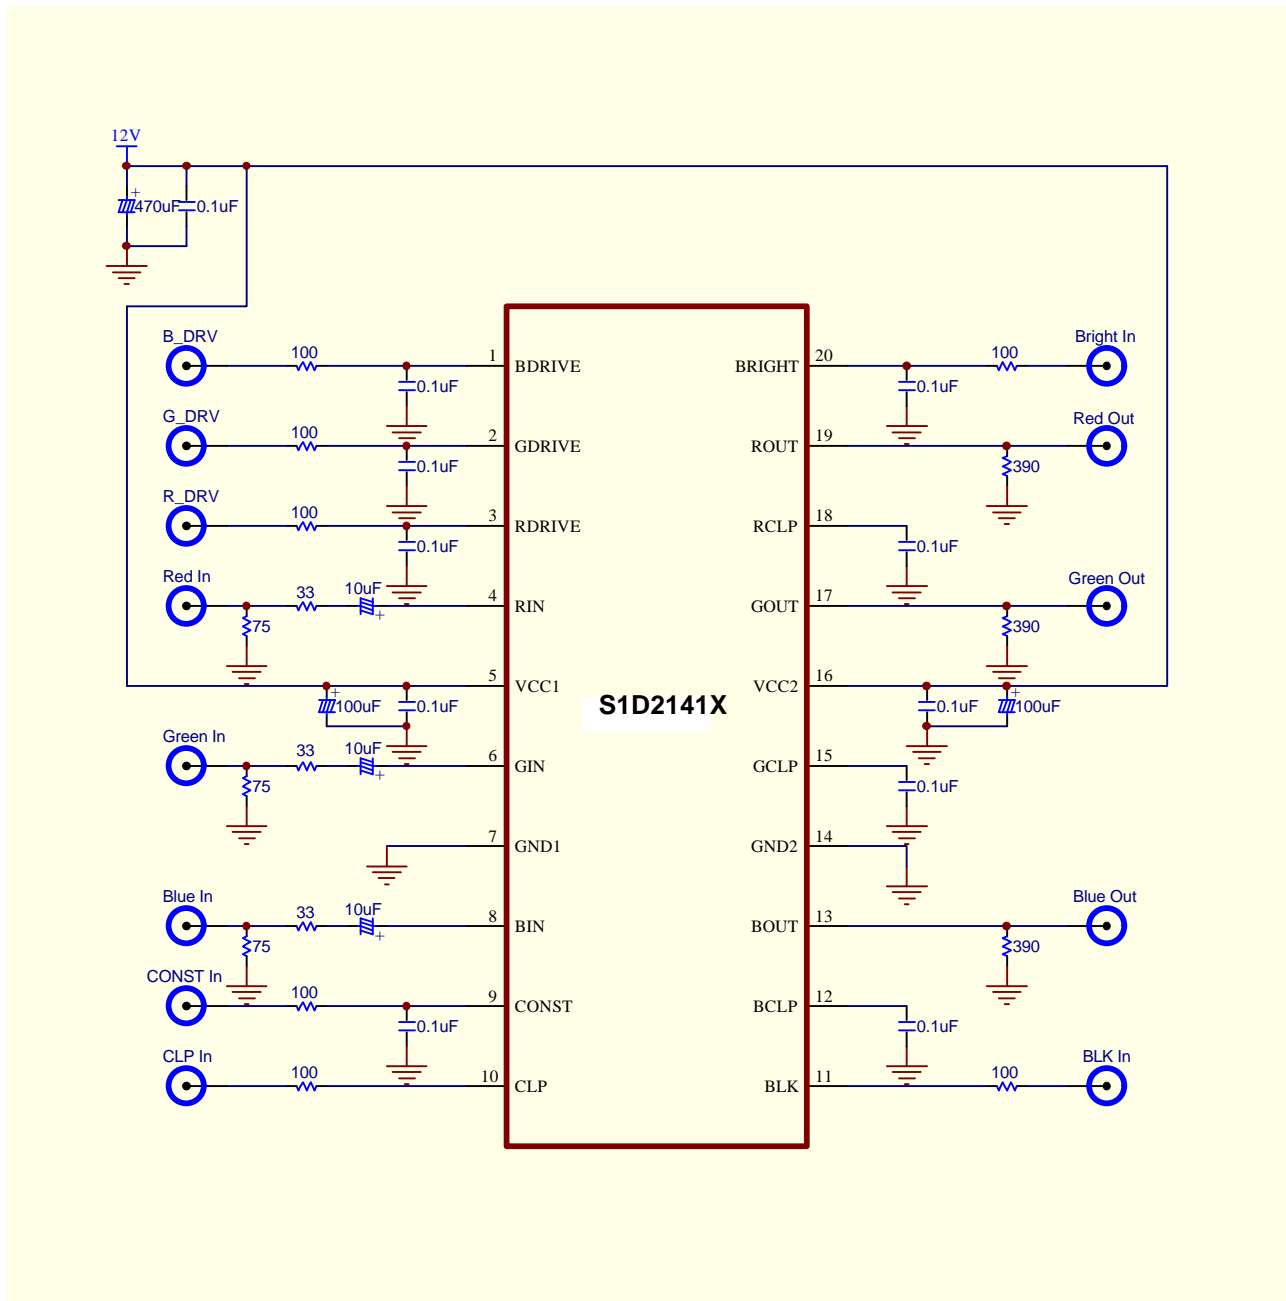 12V
+
470uF 0.1uF
B_DRV 100 0.1uF 1 BDRIVE
G_DRV 100 0.1uF 2 GDRIVE
R_DRV 100 0.1uF 3 RDRIVE
Red In 75 33 10uF + 4 RIN
+ 100uF 0.1uF 5 VCC1
Green In 75 33 10uF + 6 GIN
7 GND1
Blue In 75 33 10uF + 8 BIN
CONST In 100 0.1uF 9 CONST
CLP In 100 10 CLP
S1D2141X
BRIGHT 20 0.1uF 100 Bright In
ROUT 19 390 Red Out
RCLP 18 0.1uF
GOUT 17 390 Green Out
VCC2 16 0.1uF + 100uF
GCLP 15 0.1uF
GND2 14
BOUT 13 390 Blue Out
BCLP 12 0.1uF
BLK 11 100 BLK In